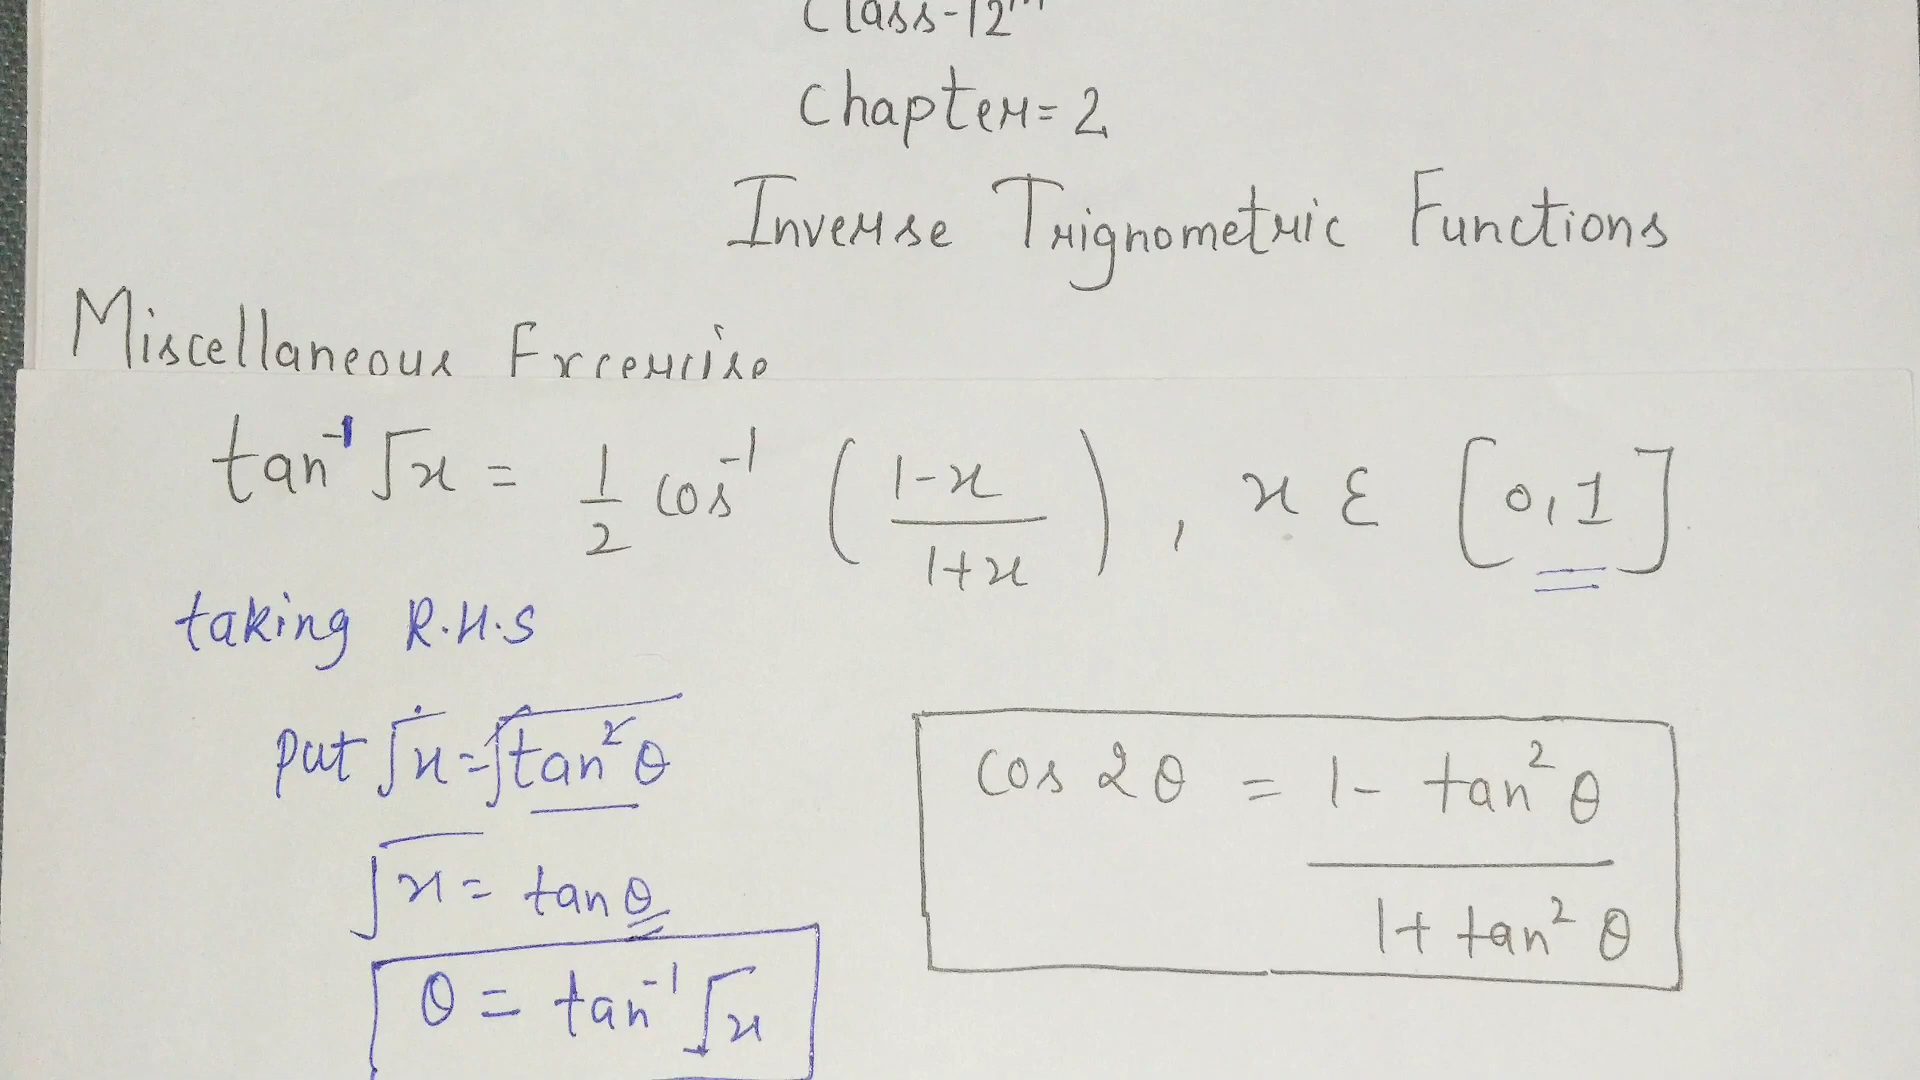 Class-12th
Chapter=2
Inverse Trignometric Functions
Miscellaneous Excercise
tan⁻¹ √x = 1/2 cos⁻¹ ( 1-x / 1+x ) , x ε [0,1]
taking R.H.S
put √x = √tan²θ
√x = tanθ
θ = tan⁻¹ √x
cos 2θ = 1 - tan²θ / 1 + tan²θ